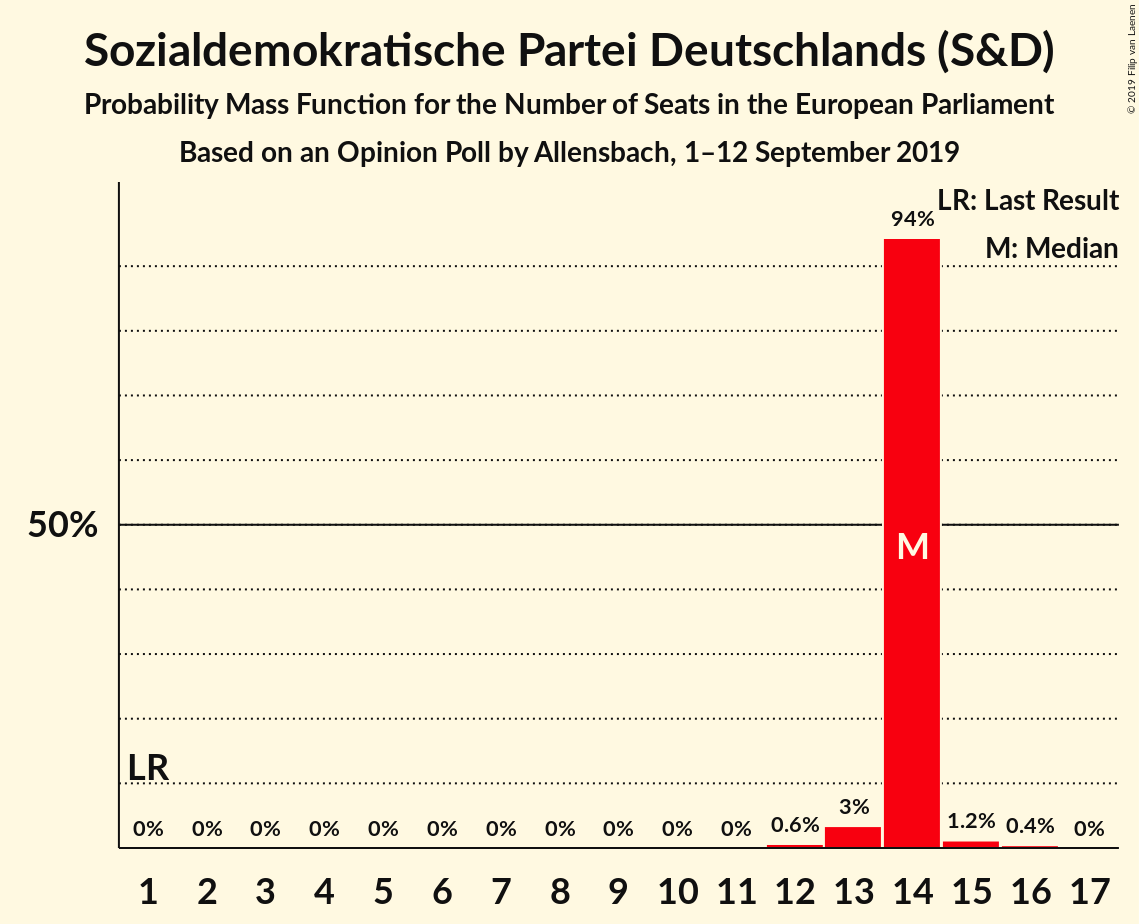 Sozialdemokratische Partei Deutschlands (S&D)
Probability Mass Function for the Number of Seats in the European Parliament
Based on an Opinion Poll by Allensbach, 1–12 September 2019
© 2019 Filip van Laenen
LR: Last Result
M: Median
94%
50%
M
LR
0% 0% 0% 0% 0% 0% 0% 0% 0% 0% 0% 0.6% 3% 1.2% 0.4% 0%
1 2 3 4 5 6 7 8 9 10 11 12 13 14 15 16 17